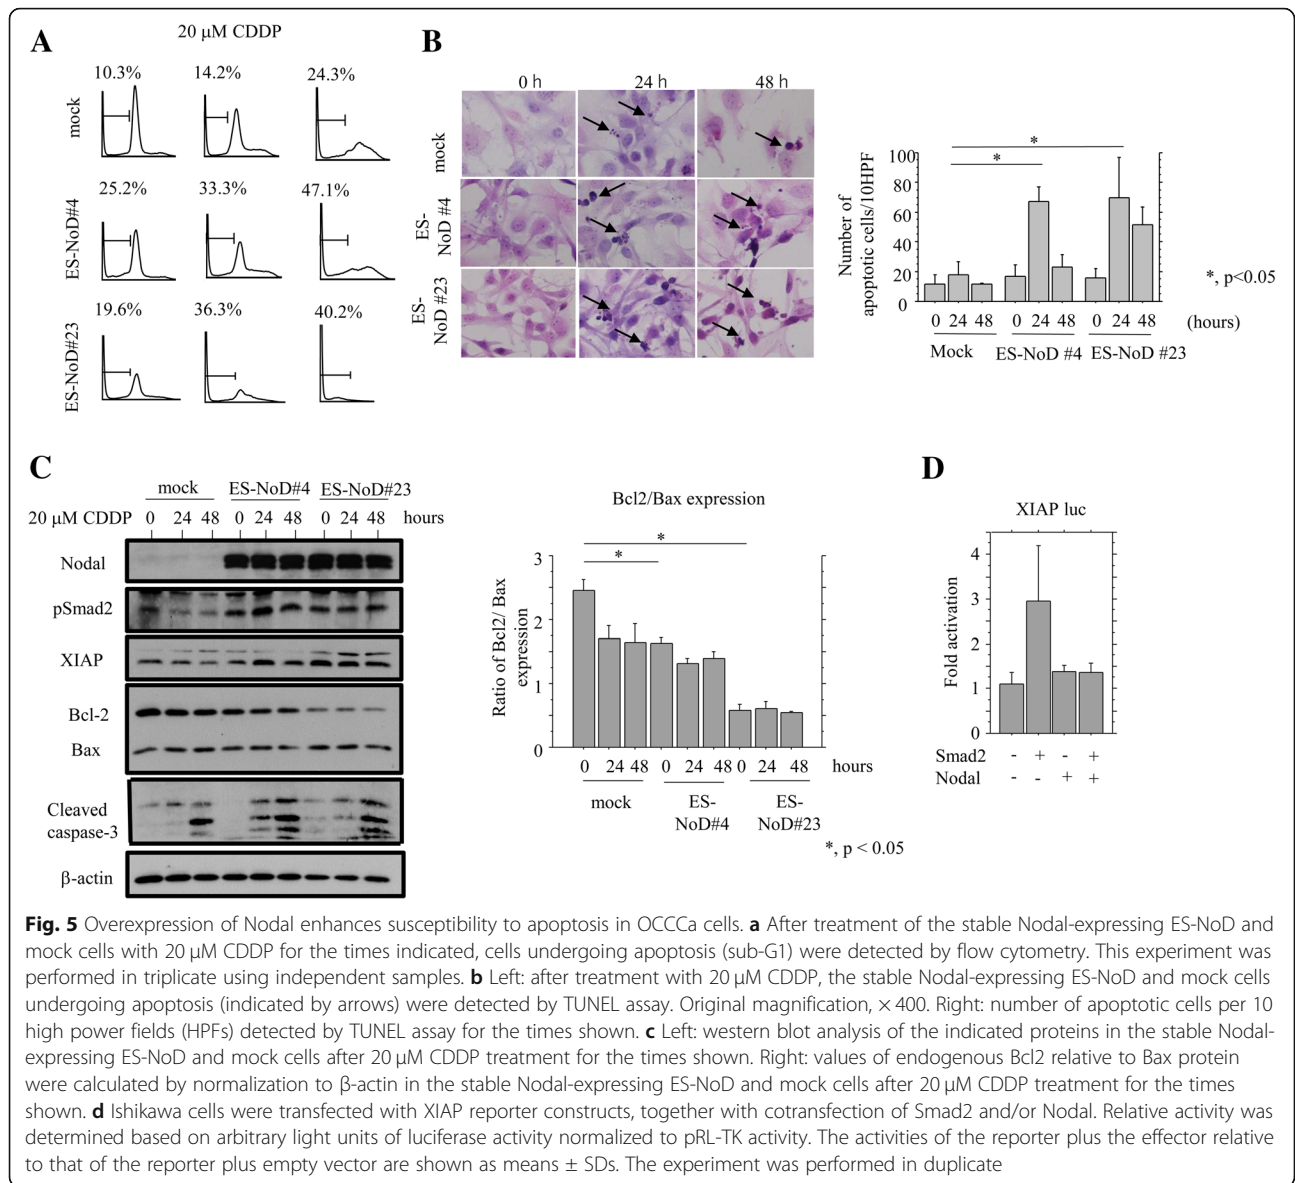 A
20 μM CDDP
10.3% 14.2% 24.3%
mock
25.2% 33.3% 47.1%
ES-NoD#4
19.6% 36.3% 40.2%
ES-NoD#23
B
0 h 24 h 48 h
mock
ES-
NoD #4
ES-
NoD #23
Number of
apoptotic cells/10HPF
100
80
60
40
20
0
* *
0 24 48 0 24 48 0 24 48 (hours)
Mock ES-NoD #4 ES-NoD #23
*, p<0.05
C
mock ES-NoD#4 ES-NoD#23
20 μM CDDP 0 24 48 0 24 48 0 24 48 hours
Nodal
pSmad2
XIAP
Bcl-2
Bax
Cleaved
caspase-3
β-actin
Bcl2/Bax expression
Ratio of Bcl2/ Bax
expression
3
2
1
0
* *
0 24 48 0 24 48 0 24 48 hours
mock ES- ES-
NoD#4 NoD#23
*, p < 0.05
D
XIAP luc
Fold activation
4
3
2
1
0
Smad2 - + - +
Nodal - - + +
Fig. 5 Overexpression of Nodal enhances susceptibility to apoptosis in OCCCa cells. a After treatment of the stable Nodal-expressing ES-NoD and
mock cells with 20 μM CDDP for the times indicated, cells undergoing apoptosis (sub-G1) were detected by flow cytometry. This experiment was
performed in triplicate using independent samples. b Left: after treatment with 20 μM CDDP, the stable Nodal-expressing ES-NoD and mock cells
undergoing apoptosis (indicated by arrows) were detected by TUNEL assay. Original magnification, × 400. Right: number of apoptotic cells per 10
high power fields (HPFs) detected by TUNEL assay for the times shown. c Left: western blot analysis of the indicated proteins in the stable Nodal-
expressing ES-NoD and mock cells after 20 μM CDDP treatment for the times shown. Right: values of endogenous Bcl2 relative to Bax protein
were calculated by normalization to β-actin in the stable Nodal-expressing ES-NoD and mock cells after 20 μM CDDP treatment for the times
shown. d Ishikawa cells were transfected with XIAP reporter constructs, together with cotransfection of Smad2 and/or Nodal. Relative activity was
determined based on arbitrary light units of luciferase activity normalized to pRL-TK activity. The activities of the reporter plus the effector relative
to that of the reporter plus empty vector are shown as means ± SDs. The experiment was performed in duplicate